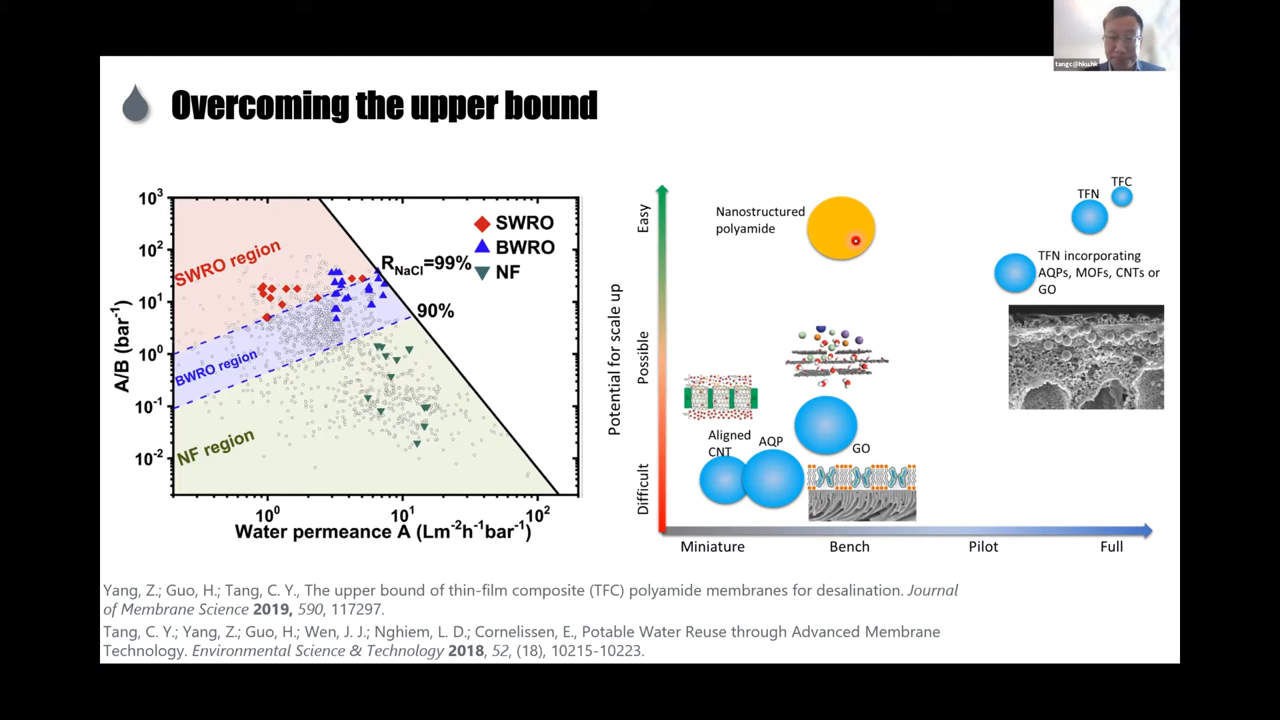 tangc@hku.hk
Overcoming the upper bound
10³
10²
10¹
10⁰
10⁻¹
10⁻²
A/B (bar⁻¹)
SWRO region
BWRO region
NF region
SWRO
BWRO
NF
R_NaCl=99%
90%
10⁰
10¹
10²
Water permeance A (Lm⁻²h⁻¹bar⁻¹)
Potential for scale up
Easy
Possible
Difficult
Nanostructured
polyamide
TFC
TFN
TFN incorporating
AQPs, MOFs, CNTs or
GO
Aligned
CNT
AQP
GO
Miniature
Bench
Pilot
Full
Yang, Z.; Guo, H.; Tang, C. Y., The upper bound of thin-film composite (TFC) polyamide membranes for desalination. Journal
of Membrane Science 2019, 590, 117297.
Tang, C. Y.; Yang, Z.; Guo, H.; Wen, J. J.; Nghiem, L. D.; Cornelissen, E., Potable Water Reuse through Advanced Membrane
Technology. Environmental Science & Technology 2018, 52, (18), 10215-10223.